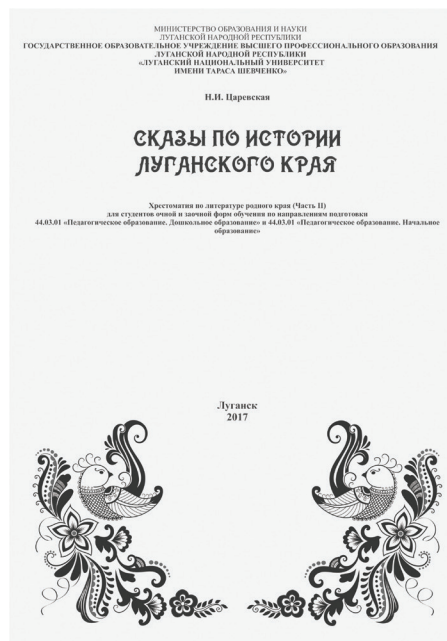 МИНИСТЕРСТВО ОБРАЗОВАНИЯ И НАУКИ
ЛУГАНСКОЙ НАРОДНОЙ РЕСПУБЛИКИ
ГОСУДАРСТВЕННОЕ ОБРАЗОВАТЕЛЬНОЕ УЧРЕЖДЕНИЕ ВЫСШЕГО ПРОФЕССИОНАЛЬНОГО ОБРАЗОВАНИЯ
ЛУГАНСКОЙ НАРОДНОЙ РЕСПУБЛИКИ
«ЛУГАНСКИЙ НАЦИОНАЛЬНЫЙ УНИВЕРСИТЕТ
ИМЕНИ ТАРАСА ШЕВЧЕНКО»
Н.И. Царевская
СКАЗЫ ПО ИСТОРИИ
ЛУГАНСКОГО КРАЯ
Хрестоматия по литературе родного края (Часть II)
для студентов очной и заочной форм обучения по направлениям подготовки
44.03.01 «Педагогическое образование. Дошкольное образование» и 44.03.01 «Педагогическое образование. Начальное
образование»
Луганск
2017